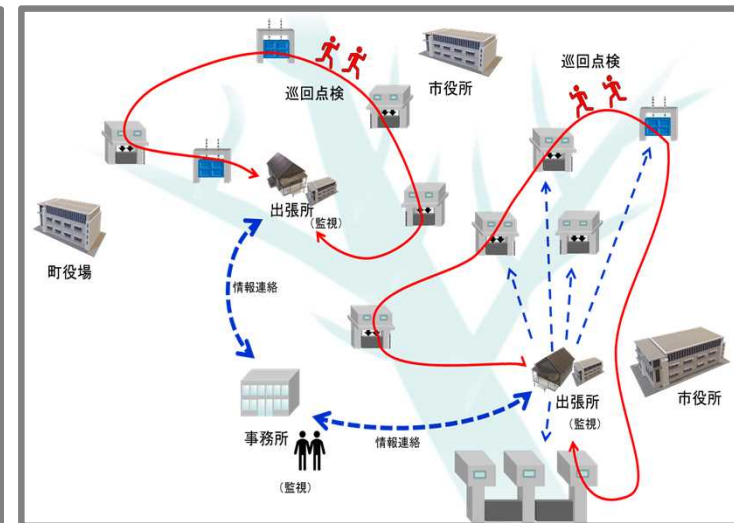 市役所
巡回点検
巡回点検
出張所
(監視)
町役場
情報連絡
出張所
(監視)
市役所
事務所
情報連絡
(監視)